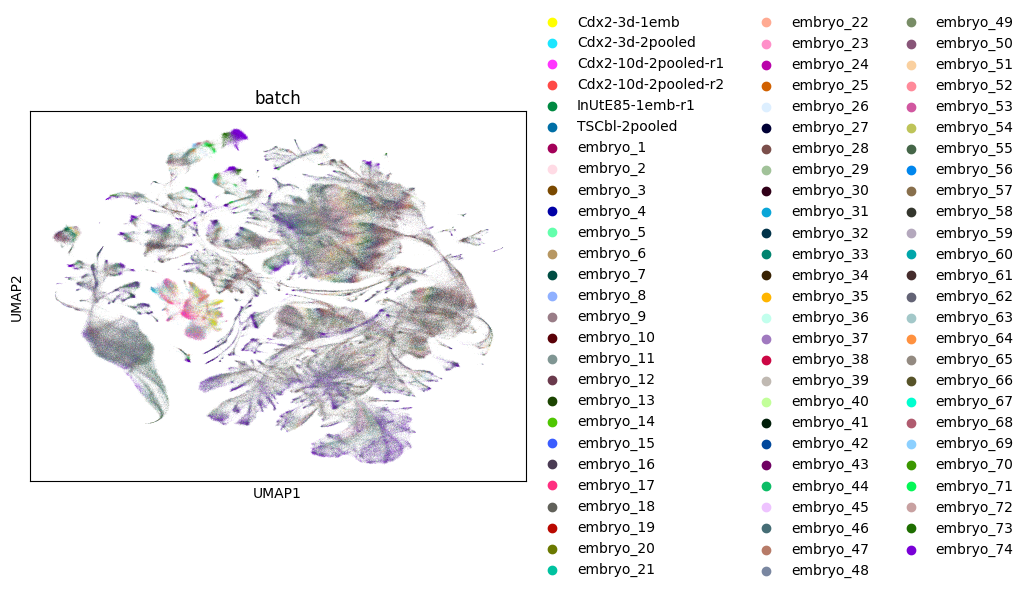 batch
UMAP2
UMAP1
Cdx2-3d-1emb
Cdx2-3d-2pooled
Cdx2-10d-2pooled-r1
Cdx2-10d-2pooled-r2
InUtE85-1emb-r1
TSCbl-2pooled
embryo_1
embryo_2
embryo_3
embryo_4
embryo_5
embryo_6
embryo_7
embryo_8
embryo_9
embryo_10
embryo_11
embryo_12
embryo_13
embryo_14
embryo_15
embryo_16
embryo_17
embryo_18
embryo_19
embryo_20
embryo_21
embryo_22
embryo_23
embryo_24
embryo_25
embryo_26
embryo_27
embryo_28
embryo_29
embryo_30
embryo_31
embryo_32
embryo_33
embryo_34
embryo_35
embryo_36
embryo_37
embryo_38
embryo_39
embryo_40
embryo_41
embryo_42
embryo_43
embryo_44
embryo_45
embryo_46
embryo_47
embryo_48
embryo_49
embryo_50
embryo_51
embryo_52
embryo_53
embryo_54
embryo_55
embryo_56
embryo_57
embryo_58
embryo_59
embryo_60
embryo_61
embryo_62
embryo_63
embryo_64
embryo_65
embryo_66
embryo_67
embryo_68
embryo_69
embryo_70
embryo_71
embryo_72
embryo_73
embryo_74